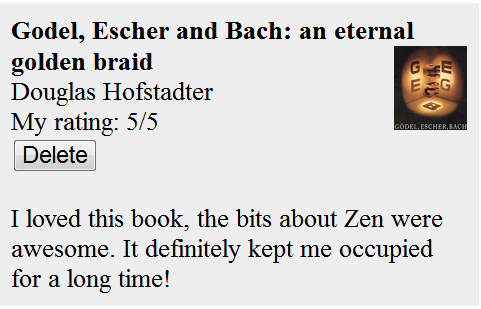 Godel, Escher and Bach: an eternal
golden braid
Douglas Hofstadter
My rating: 5/5
Delete
GÖDEL, ESCHER, BACH
I loved this book, the bits about Zen were
awesome. It definitely kept me occupied
for a long time!